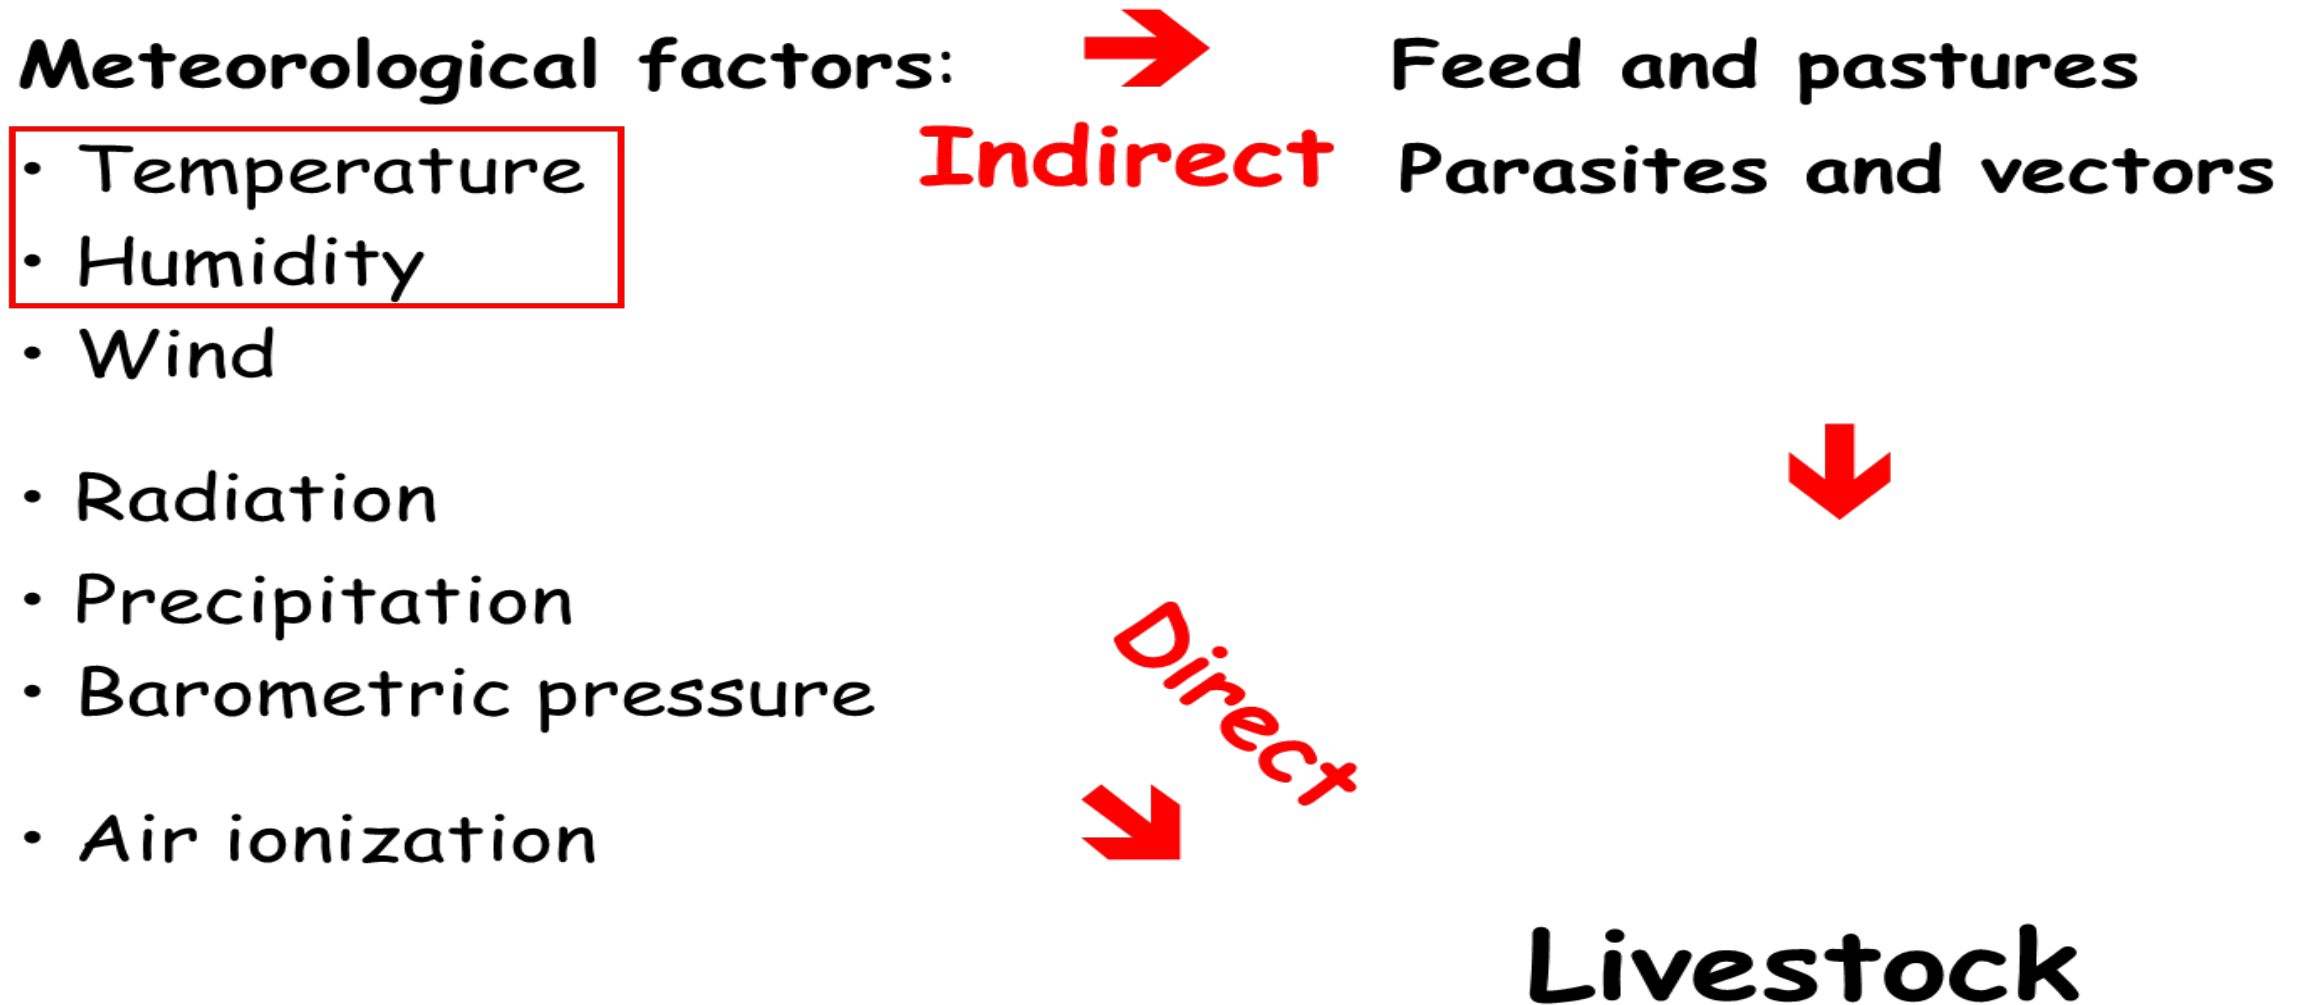 Meteorological factors:
• Temperature
• Humidity
• Wind
• Radiation
• Precipitation
• Barometric pressure
• Air ionization
Indirect
Feed and pastures
Parasites and vectors
Direct
Livestock